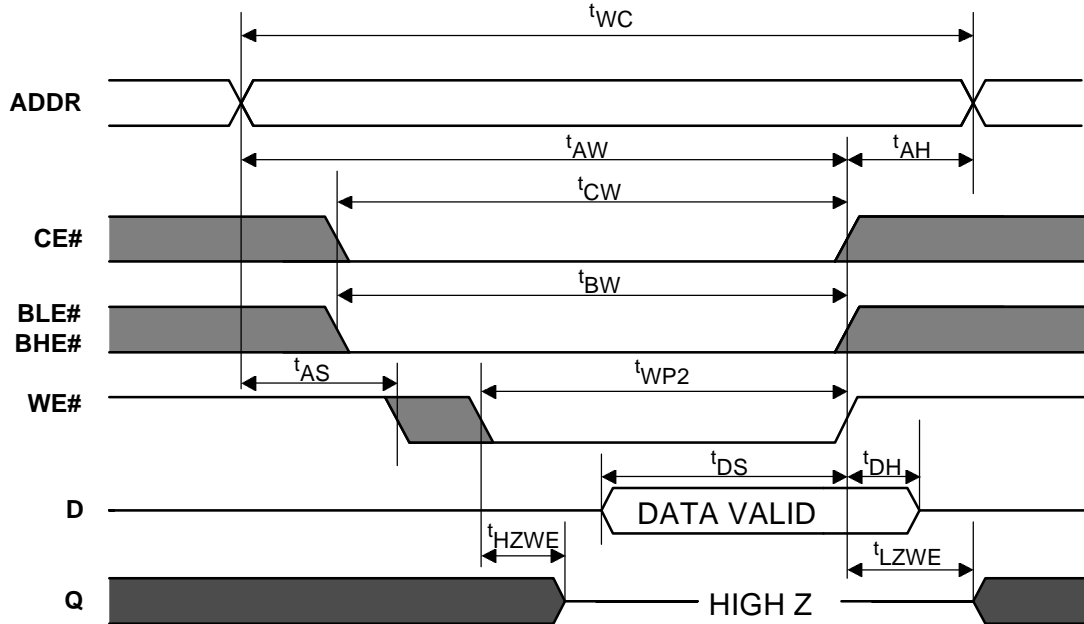 tWC
ADDR
tAW
tAH
tCW
CE#
tBW
BLE#
BHE#
tAS
tWP2
WE#
tDS
tDH
D
DATA VALID
tHZWE
tLZWE
Q
HIGH Z